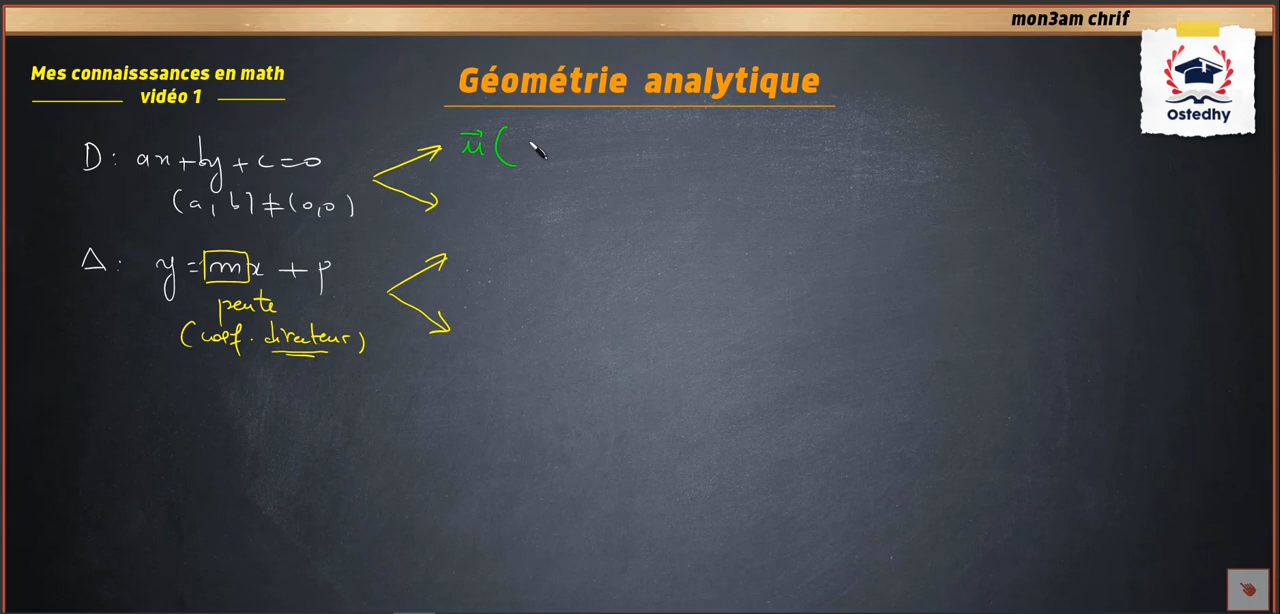 mon3am chrif
Mes connaisssances en math
vidéo 1
Géométrie analytique
Ostedhy
D : ax + by + c = 0
(a, b) ≠ (0,0)
u⃗ (
Δ : y = mx + p
pente
(coef. directeur)